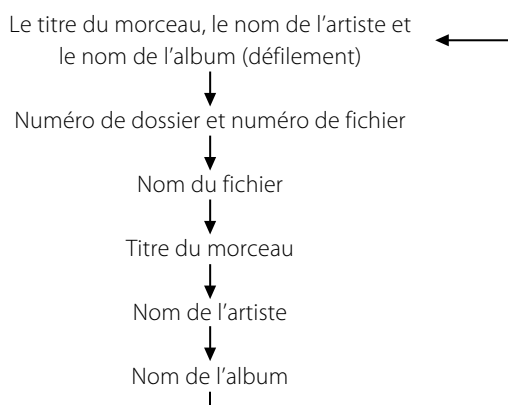 Le titre du morceau, le nom de l’artiste et
le nom de l’album (défilement)
Numéro de dossier et numéro de fichier
Nom du fichier
Titre du morceau
Nom de l’artiste
Nom de l’album